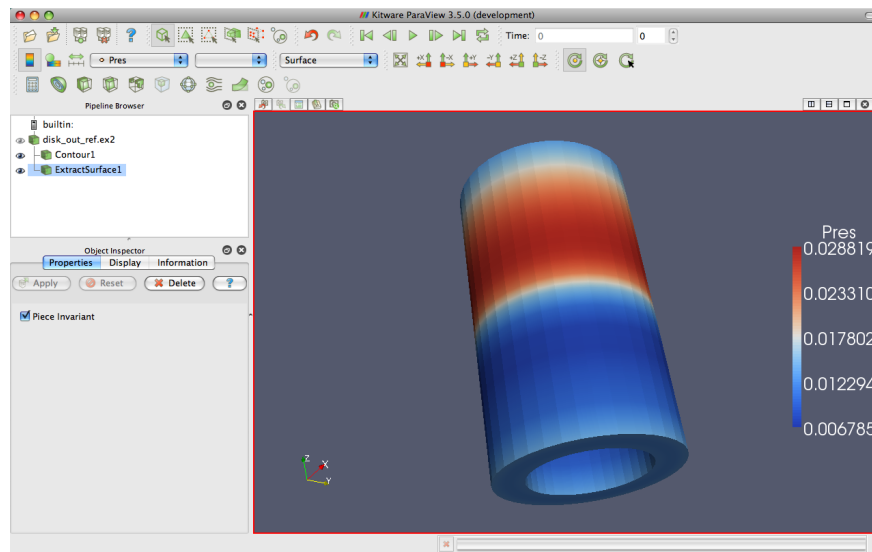 Kitware ParaView 3.5.0 (development)
Time: 0 0
Pres Surface
+X -X +Y -Y +Z -Z
Pipeline Browser
builtin:
disk_out_ref.ex2
Contour1
ExtractSurface1
Object Inspector
Properties Display Information
Apply Reset Delete ?
Piece Invariant
Pres
0.028819
0.023310
0.017802
0.012294
0.006785
Z
X
Y